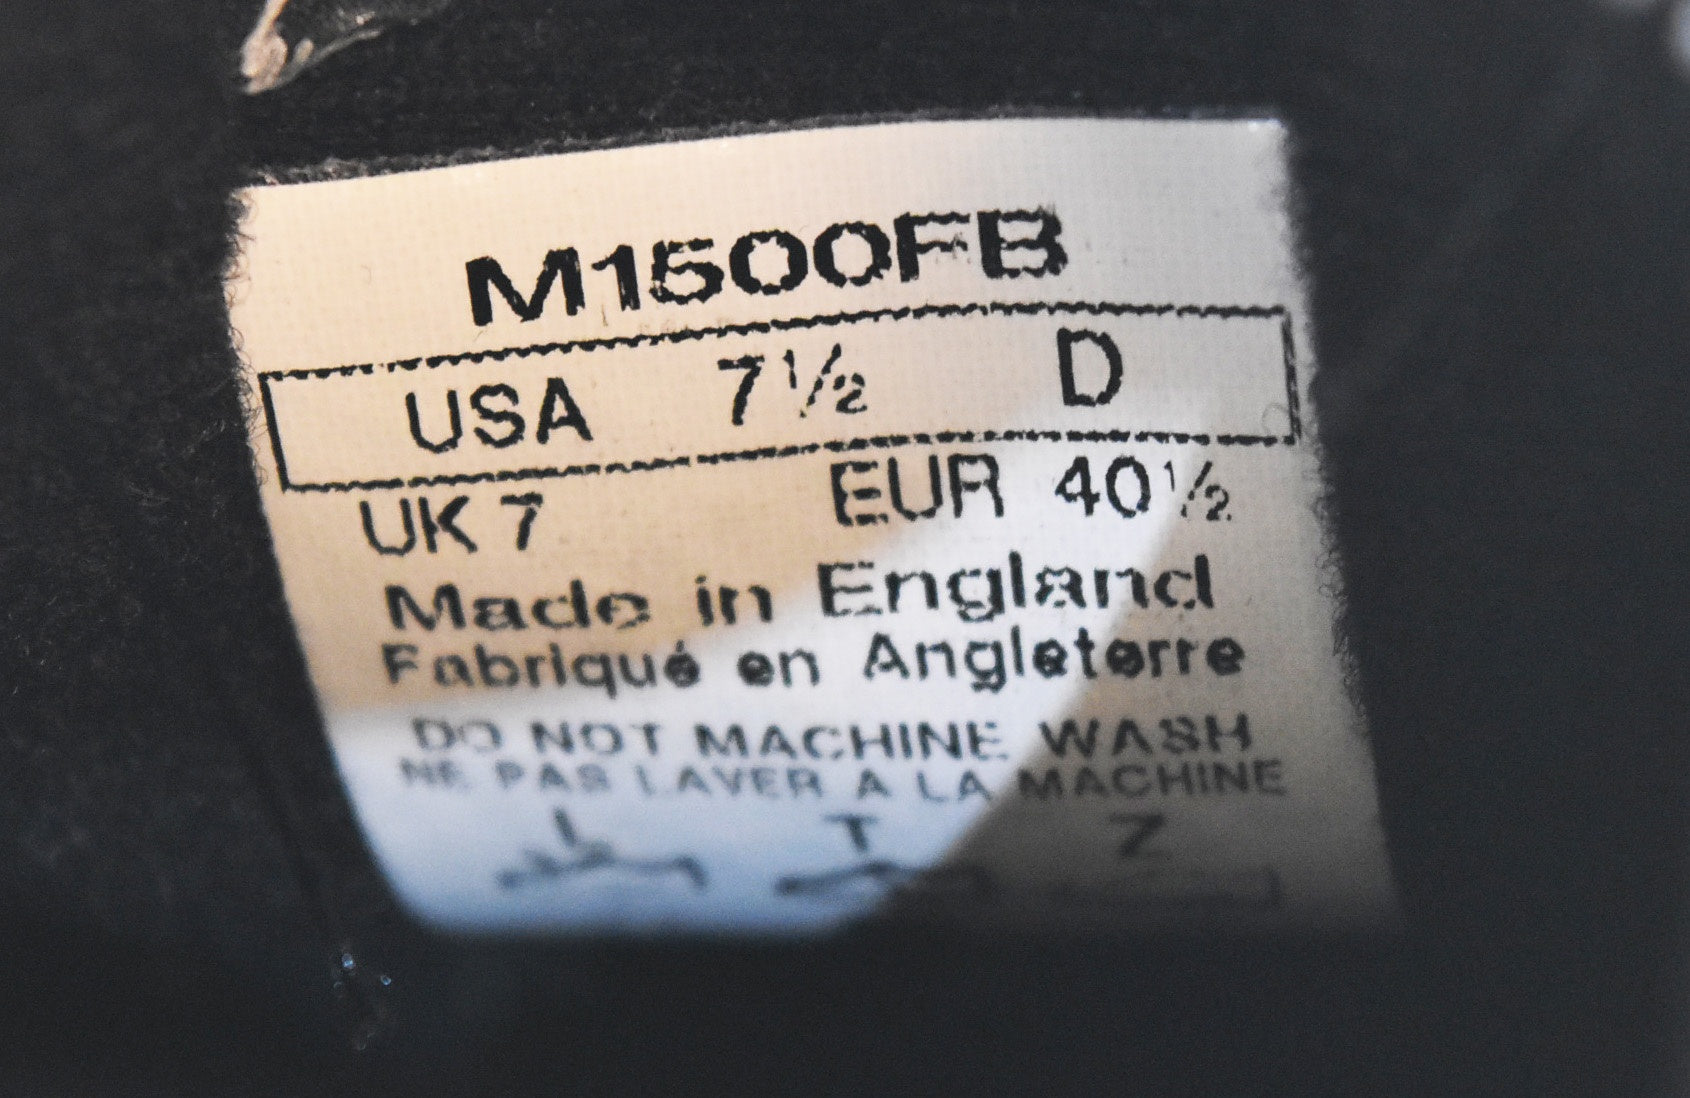 M1500FB
USA 7½ D
UK 7 EUR 40½
Made in England
Fabriqué en Angleterre
DO NOT MACHINE WASH
NE PAS LAVER A LA MACHINE
L T Z